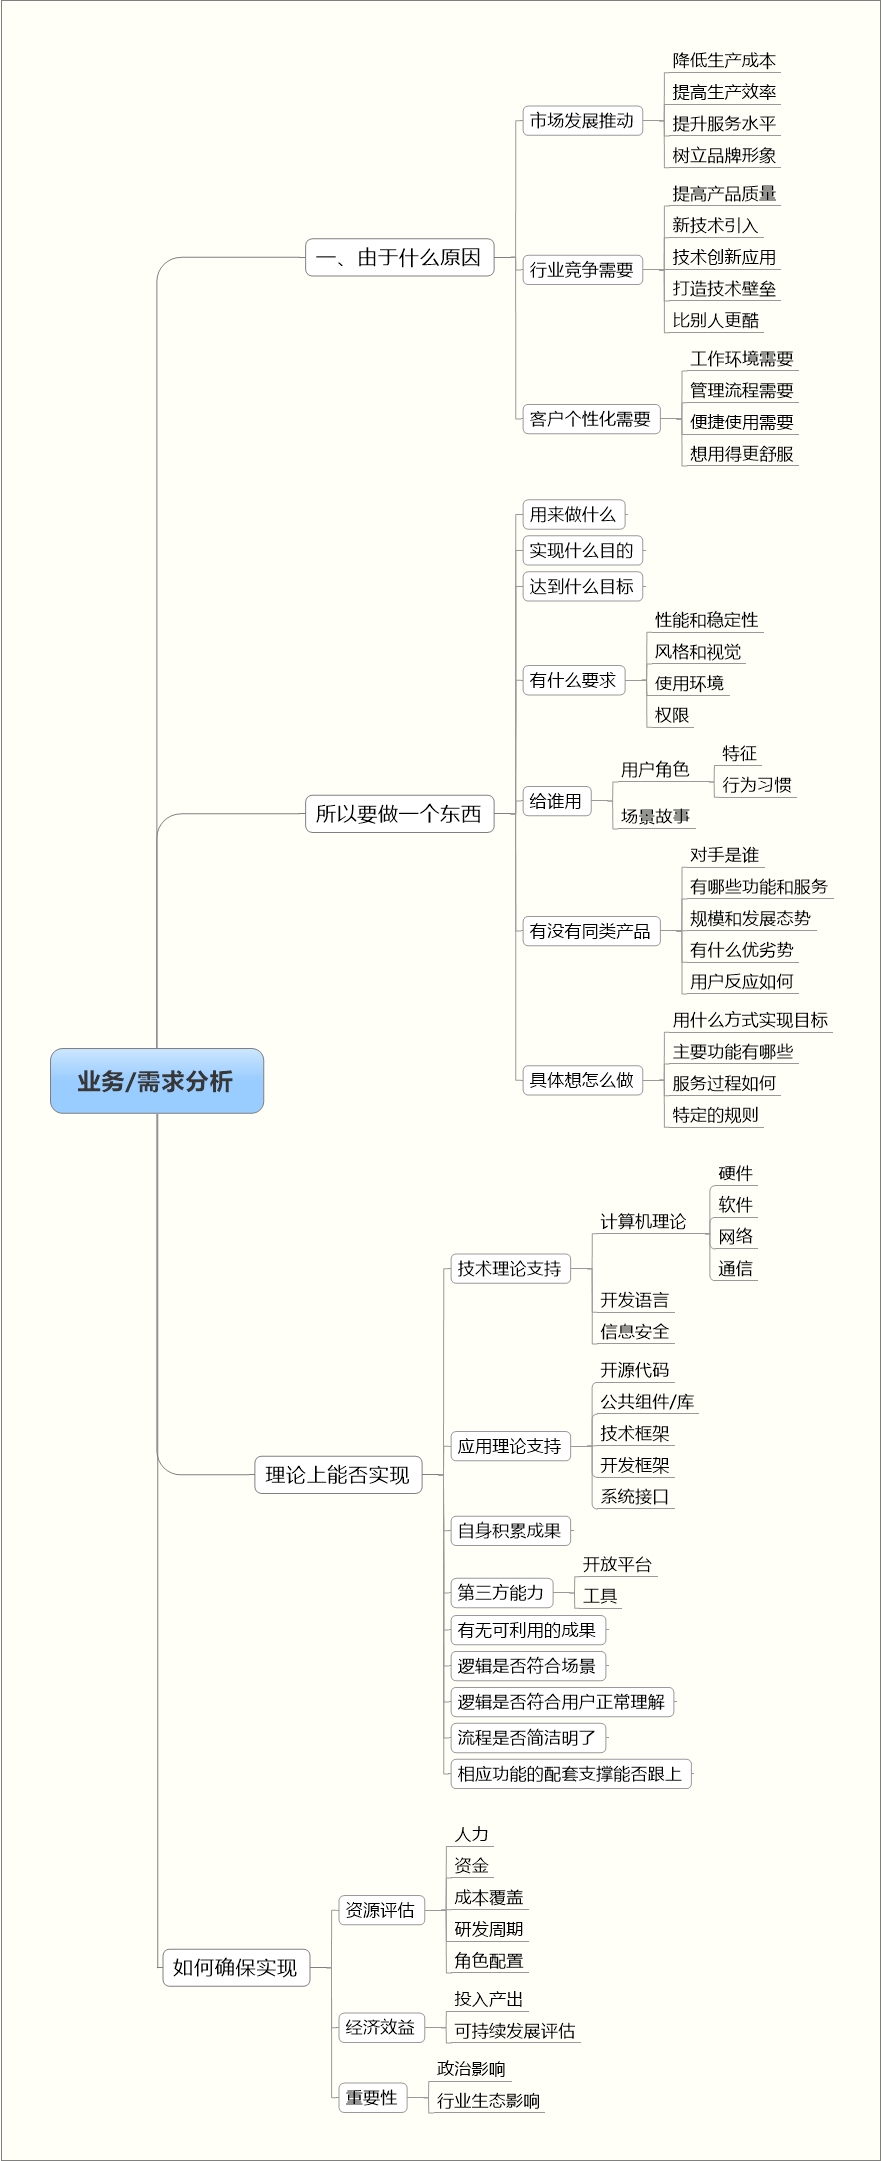 业务/需求分析
一、由于什么原因
市场发展推动
降低生产成本
提高生产效率
提升服务水平
树立品牌形象
行业竞争需要
提高产品质量
新技术引入
技术创新应用
打造技术壁垒
比别人更酷
客户个性化需要
工作环境需要
管理流程需要
便捷使用需要
想用得更舒服
所以要做一个东西
用来做什么
实现什么目的
达到什么目标
有什么要求
性能和稳定性
风格和视觉
使用环境
权限
给谁用
用户角色
特征
行为习惯
场景故事
有没有同类产品
对手是谁
有哪些功能和服务
规模和发展态势
有什么优劣势
用户反应如何
具体想怎么做
用什么方式实现目标
主要功能有哪些
服务过程如何
特定的规则
理论上能否实现
技术理论支持
计算机理论
硬件
软件
网络
通信
开发语言
信息安全
应用理论支持
开源代码
公共组件/库
技术框架
开发框架
系统接口
自身积累成果
第三方能力
开放平台
工具
有无可利用的成果
逻辑是否符合场景
逻辑是否符合用户正常理解
流程是否简洁明了
相应功能的配套支撑能否跟上
如何确保实现
资源评估
人力
资金
成本覆盖
研发周期
角色配置
经济效益
投入产出
可持续发展评估
重要性
政治影响
行业生态影响